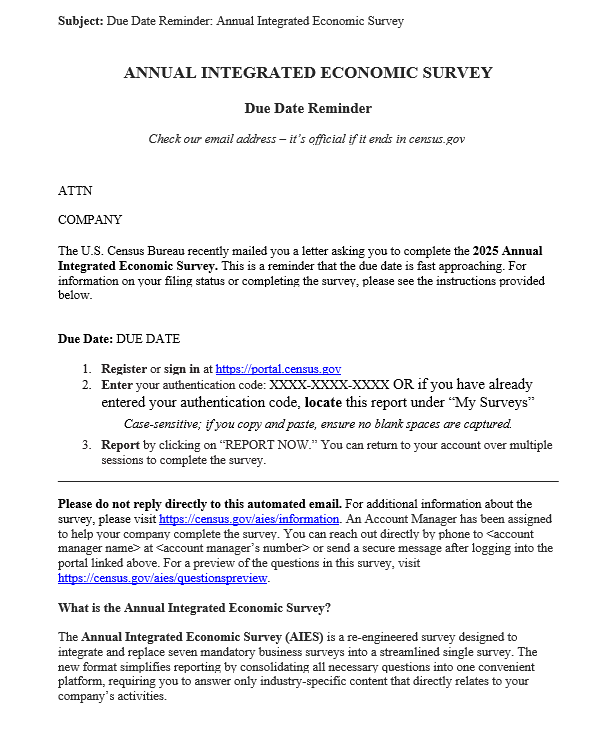 Subject: Due Date Reminder: Annual Integrated Economic Survey
ANNUAL INTEGRATED ECONOMIC SURVEY
Due Date Reminder
Check our email address – it's official if it ends in census.gov
ATTN
COMPANY
The U.S. Census Bureau recently mailed you a letter asking you to complete the 2025 Annual
Integrated Economic Survey. This is a reminder that the due date is fast approaching. For
information on your filing status or completing the survey, please see the instructions provided
below.
Due Date: DUE DATE
1. Register or sign in at https://portal.census.gov
2. Enter your authentication code: XXXX-XXXX-XXXX OR if you have already
entered your authentication code, locate this report under “My Surveys”
Case-sensitive; if you copy and paste, ensure no blank spaces are captured.
3. Report by clicking on “REPORT NOW.” You can return to your account over multiple
sessions to complete the survey.
Please do not reply directly to this automated email. For additional information about the
survey, please visit https://census.gov/aies/information. An Account Manager has been assigned
to help your company complete the survey. You can reach out directly by phone to <account
manager name> at <account manager's number> or send a secure message after logging into the
portal linked above. For a preview of the questions in this survey, visit
https://census.gov/aies/questionspreview.
What is the Annual Integrated Economic Survey?
The Annual Integrated Economic Survey (AIES) is a re-engineered survey designed to
integrate and replace seven mandatory business surveys into a streamlined single survey. The
new format simplifies reporting by consolidating all necessary questions into one convenient
platform, requiring you to answer only industry-specific content that directly relates to your
company's activities.